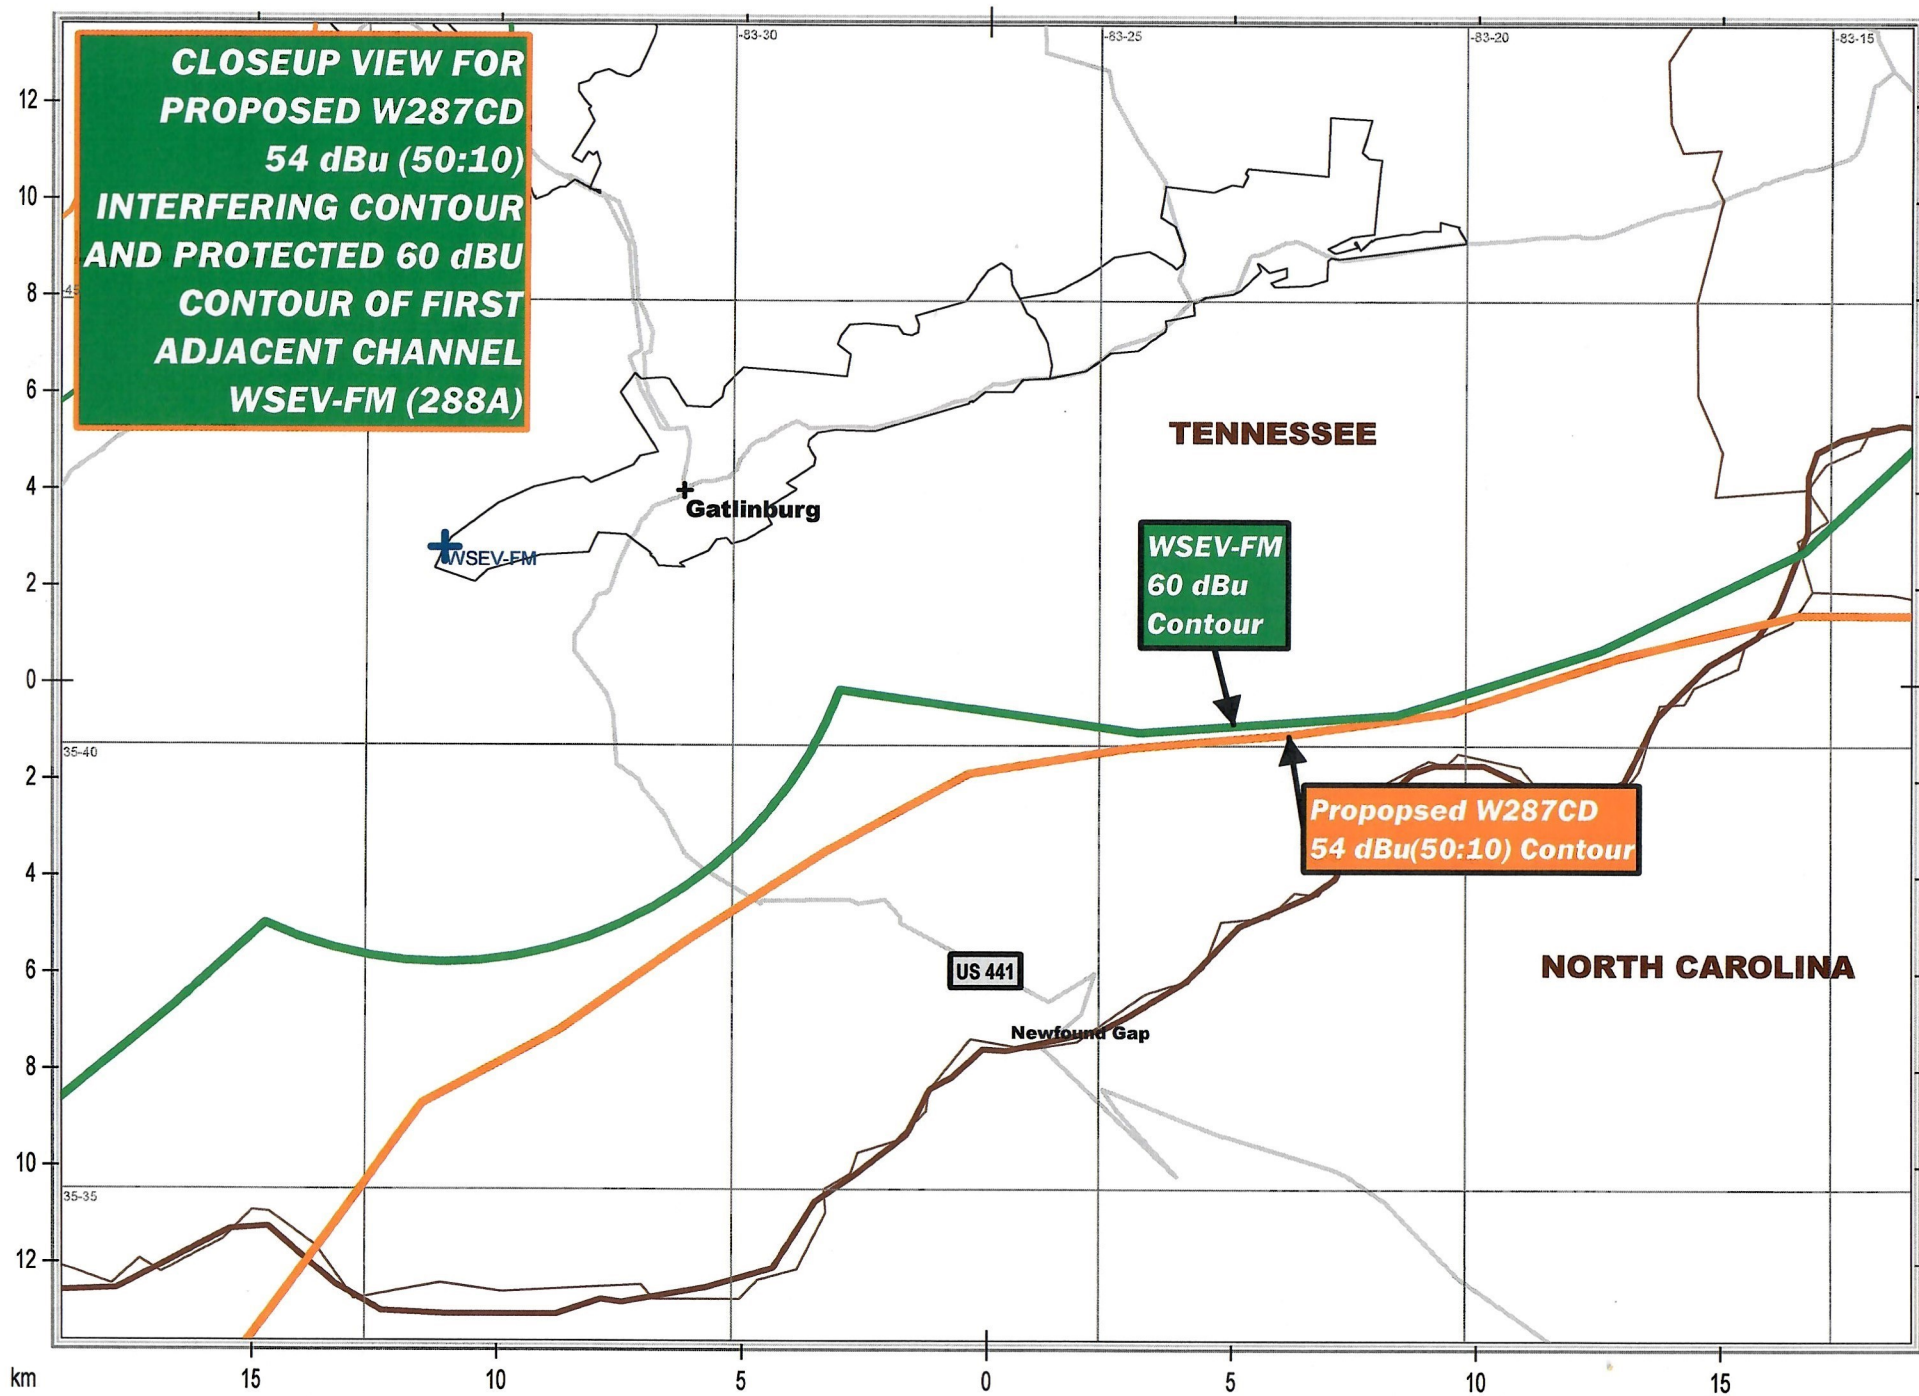 -83-30
-83-25
-83-20
-83-15
CLOSEUP VIEW FOR
PROPOSED W287CD
54 dBu (50:10)
INTERFERING CONTOUR
AND PROTECTED 60 dBU
CONTOUR OF FIRST
ADJACENT CHANNEL
WSEV-FM (288A)
12
10
8
6
4
2
0
2
4
6
8
10
12
TENNESSEE
Gatlinburg
WSEV-FM
WSEV-FM
60 dBu
Contour
35-40
Propopsed W287CD
54 dBu(50:10) Contour
US 441
NORTH CAROLINA
Newfound Gap
35-35
km
15
10
5
0
5
10
15